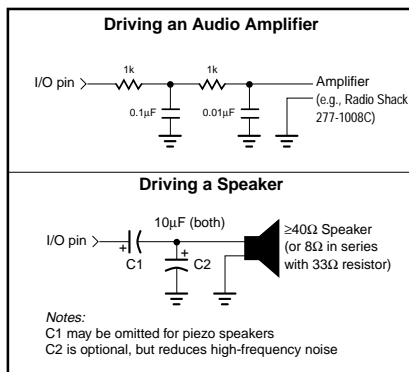 Driving an Audio Amplifier
1k 1k
I/O pin
0.1µF 0.01µF
Amplifier
(e.g., Radio Shack
277-1008C)
Driving a Speaker
10µF (both)
I/O pin
+ +
C1 C2
≥40Ω Speaker
(or 8Ω in series
with 33Ω resistor)
Notes:
C1 may be omitted for piezo speakers
C2 is optional, but reduces high-frequency noise